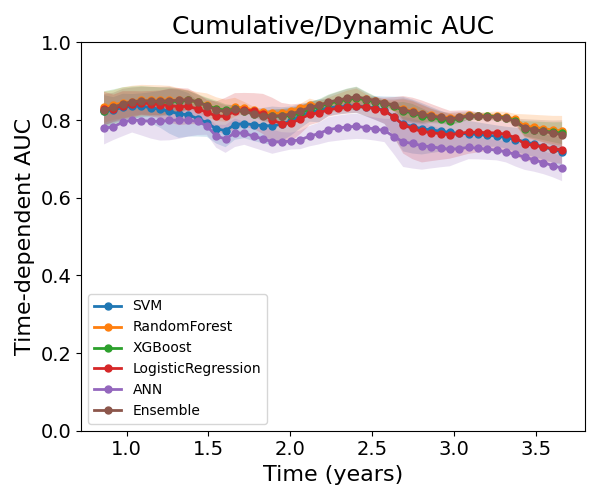 Cumulative/Dynamic AUC
Time-dependent AUC
1.0
0.8
0.6
0.4
0.2
0.0
SVM
RandomForest
XGBoost
LogisticRegression
ANN
Ensemble
1.0 1.5 2.0 2.5 3.0 3.5
Time (years)